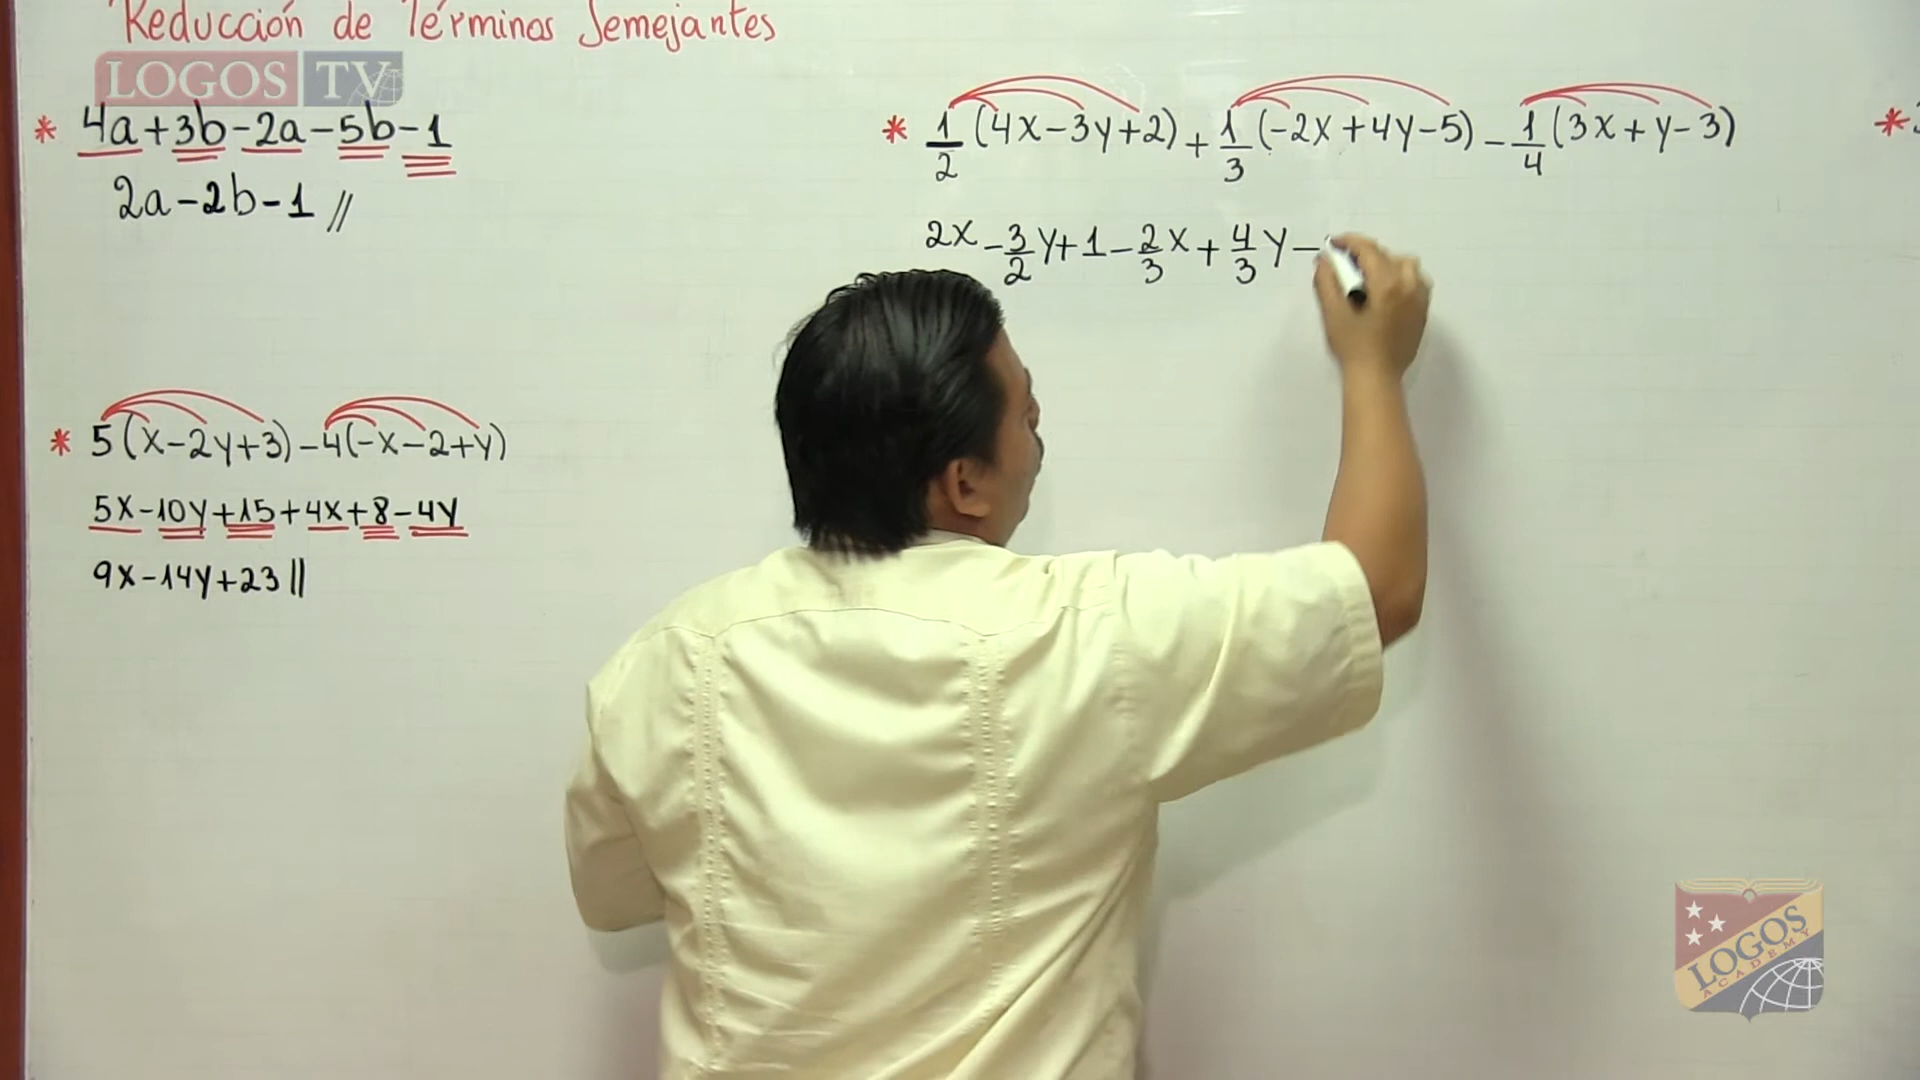 Reducción de Términos Semejantes
LOGOS TV
* 4a+3b-2a-5b-1
2a-2b-1 //
* 5(x-2y+3)-4(-x-2+y)
5x-10y+15+4x+8-4y
9x-14y+23 //
* 1/2(4x-3y+2)+1/3(-2x+4y-5)-1/4(3x+y-3)
2x-3/2y+1-2/3x+4/3y-
*
LOGOS
ACADEMY